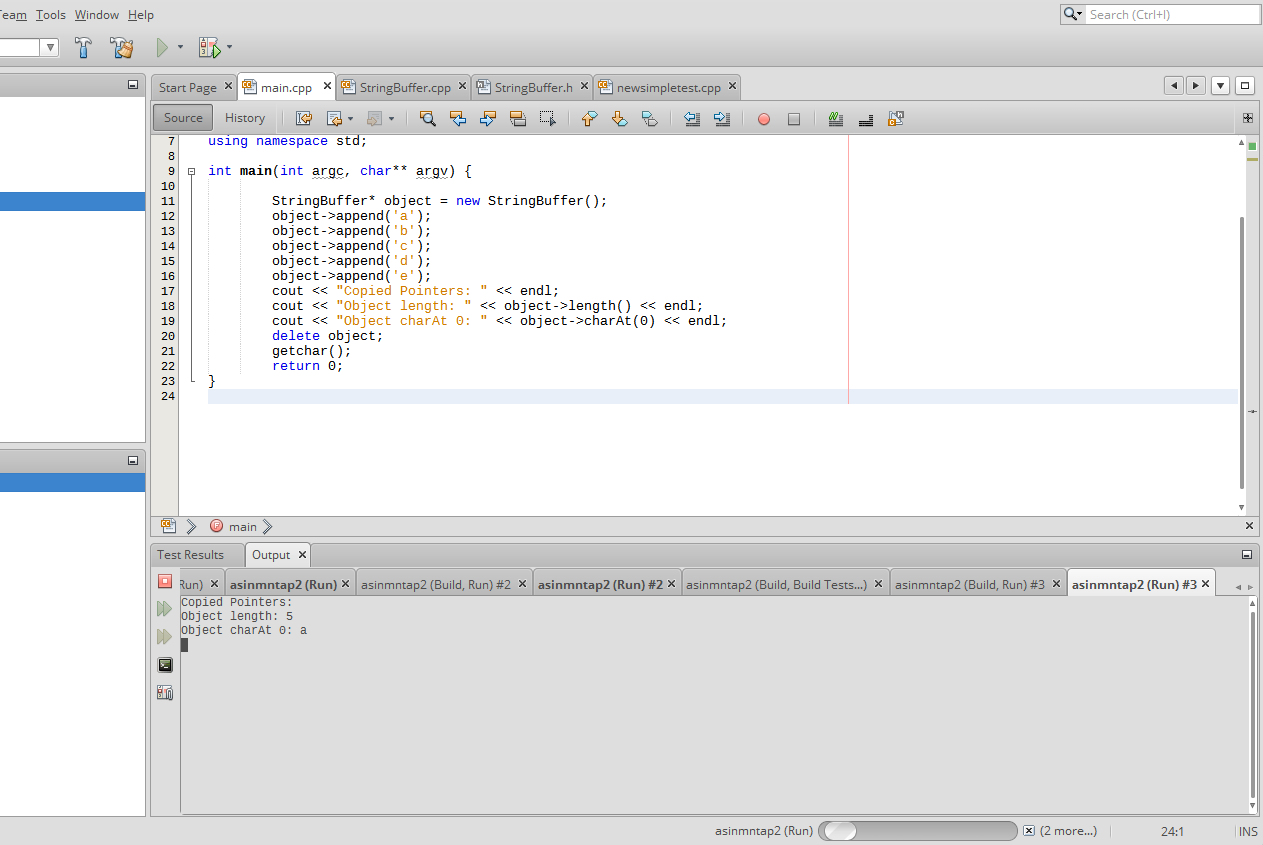 Team Tools Window Help
Search (Ctrl+I)
Start Page main.cpp StringBuffer.cpp StringBuffer.h newsimpletest.cpp
Source History
7 using namespace std;
8
9 int main(int argc, char** argv) {
10
11 StringBuffer* object = new StringBuffer();
12 object->append('a');
13 object->append('b');
14 object->append('c');
15 object->append('d');
16 object->append('e');
17 cout << "Copied Pointers: " << endl;
18 cout << "Object length: " << object->length() << endl;
19 cout << "Object charAt 0: " << object->charAt(0) << endl;
20 delete object;
21 getchar();
22 return 0;
23 }
24
main
Test Results Output
Run) asinmntap2 (Run) asinmntap2 (Build, Run) #2 asinmntap2 (Run) #2 asinmntap2 (Build, Build Tests...) asinmntap2 (Build, Run) #3 asinmntap2 (Run) #3
Copied Pointers:
Object length: 5
Object charAt 0: a
asinmntap2 (Run) (2 more...) 24:1 INS